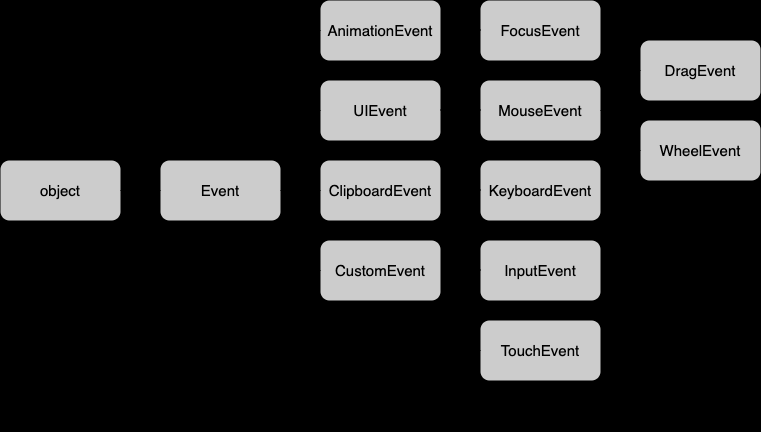 AnimationEvent
FocusEvent
DragEvent
UIEvent
MouseEvent
WheelEvent
object
Event
ClipboardEvent
KeyboardEvent
CustomEvent
InputEvent
TouchEvent